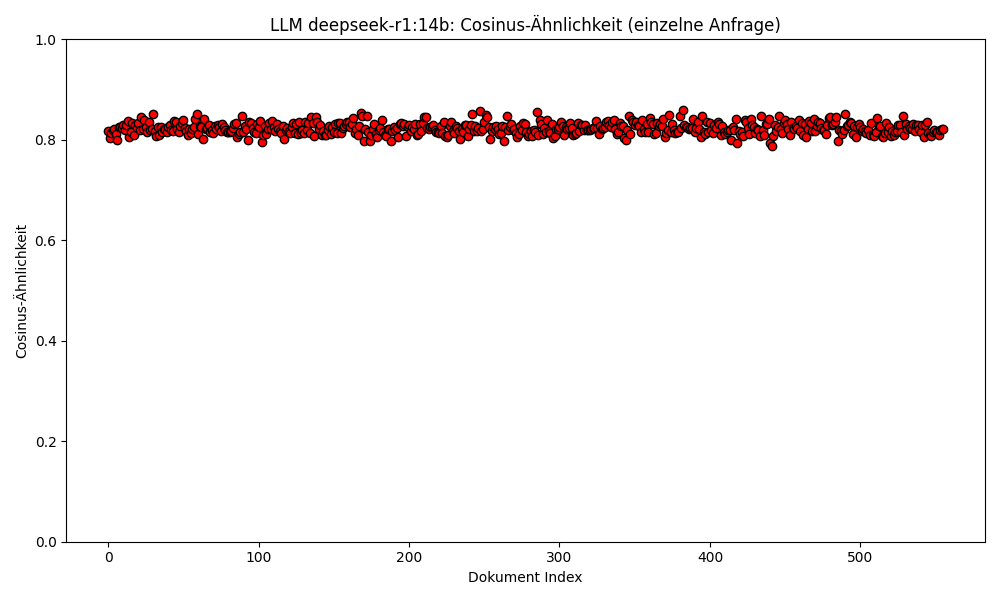 LLM deepseek-r1:14b: Cosinus-Ähnlichkeit (einzelne Anfrage)
1.0
0.8
0.6
0.4
0.2
0.0
Cosinus-Ähnlichkeit
0 100 200 300 400 500
Dokument Index